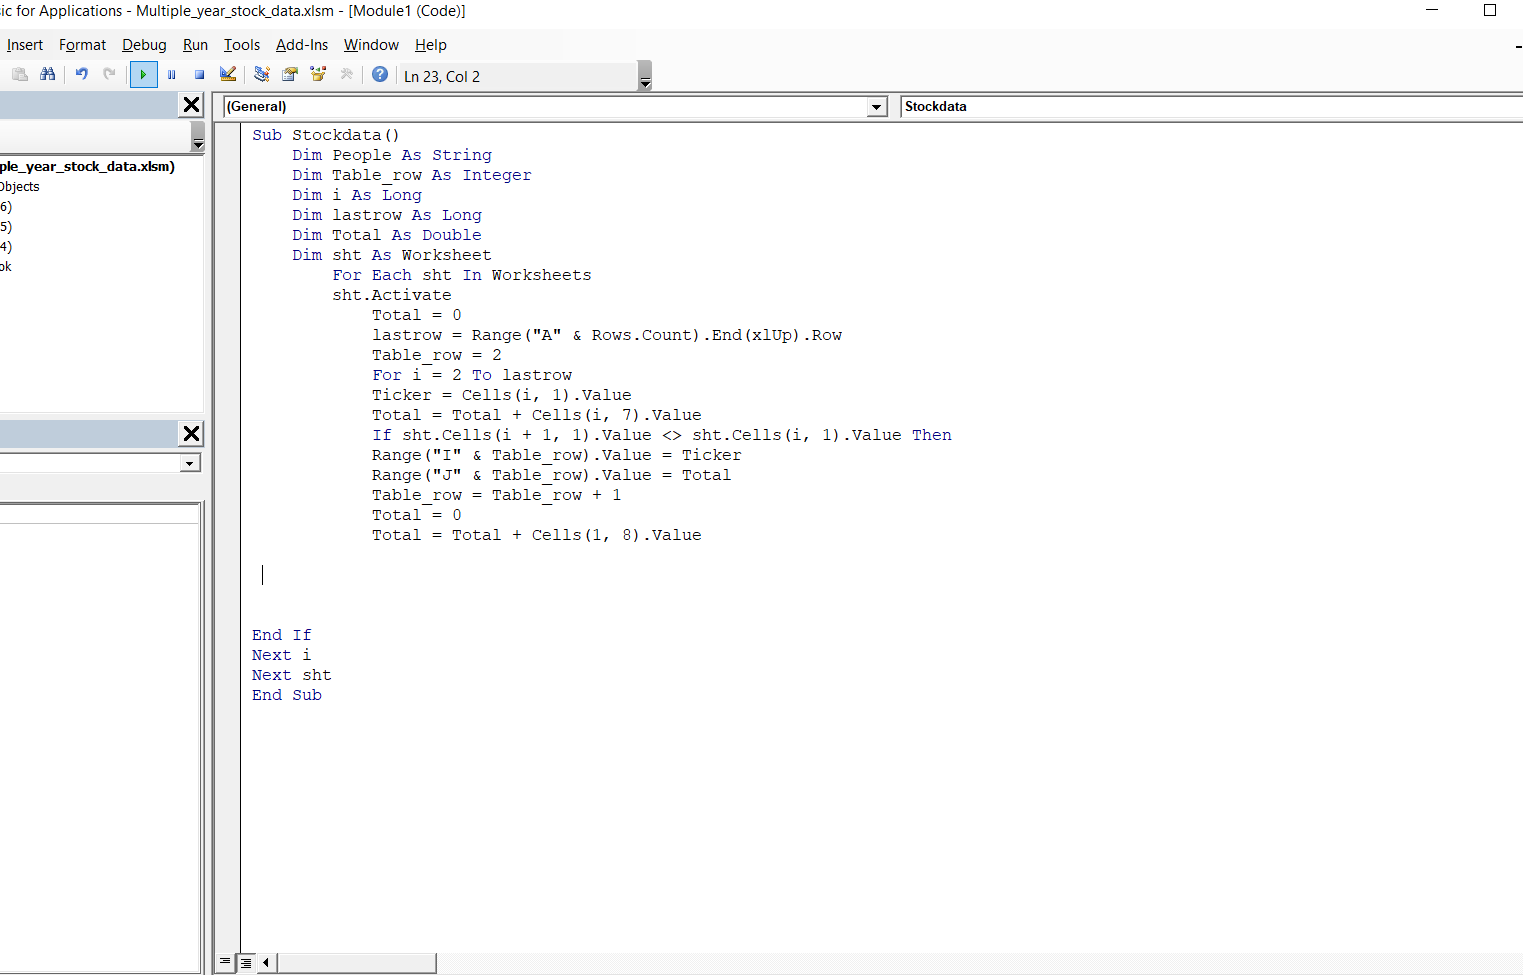 ic for Applications - Multiple_year_stock_data.xlsm - [Module1 (Code)]
Insert Format Debug Run Tools Add-Ins Window Help
Ln 23, Col 2
(General) Stockdata
ple_year_stock_data.xlsm)
Objects
6)
5)
4)
ok
Sub Stockdata()
Dim People As String
Dim Table_row As Integer
Dim i As Long
Dim lastrow As Long
Dim Total As Double
Dim sht As Worksheet
For Each sht In Worksheets
sht.Activate
Total = 0
lastrow = Range("A" & Rows.Count).End(xlUp).Row
Table_row = 2
For i = 2 To lastrow
Ticker = Cells(i, 1).Value
Total = Total + Cells(i, 7).Value
If sht.Cells(i + 1, 1).Value <> sht.Cells(i, 1).Value Then
Range("I" & Table_row).Value = Ticker
Range("J" & Table_row).Value = Total
Table_row = Table_row + 1
Total = 0
Total = Total + Cells(1, 8).Value
End If
Next i
Next sht
End Sub